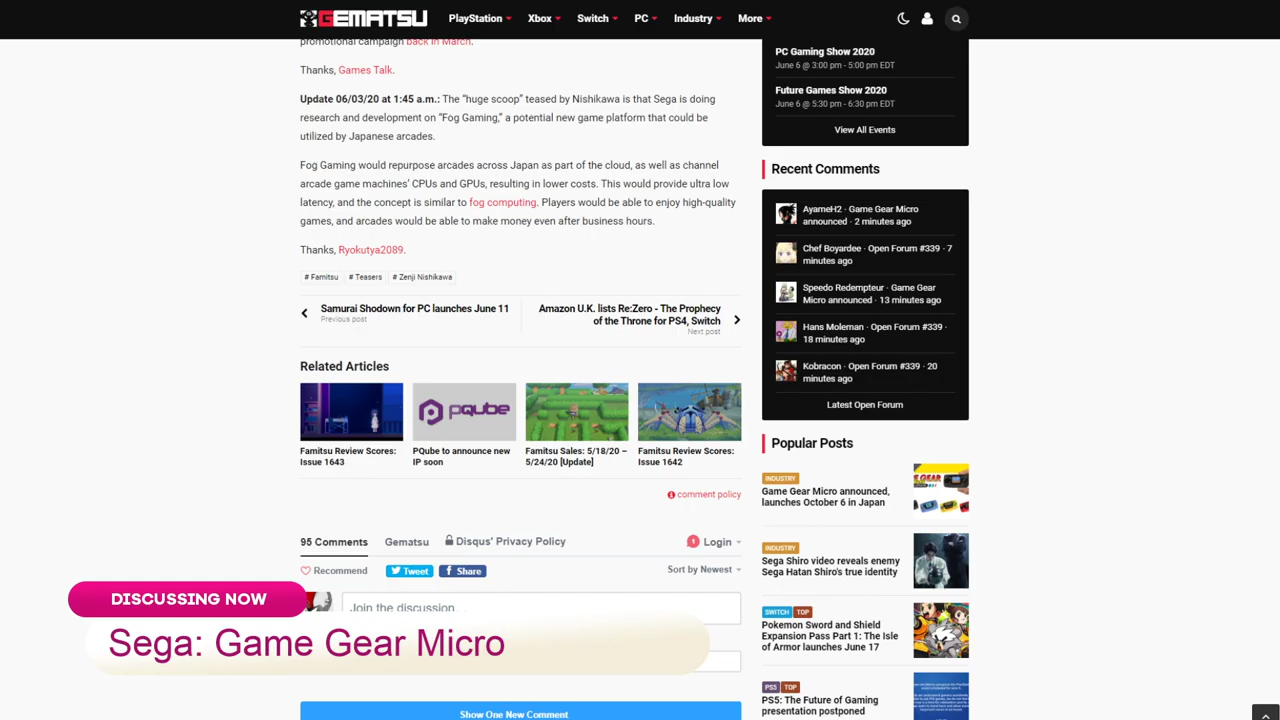 GEMATSU
PlayStation
Xbox
Switch
PC
Industry
More
promotional campaign back in March.
Thanks, Games Talk.
Update 06/03/20 at 1:45 a.m.: The “huge scoop” teased by Nishikawa is that Sega is doing
research and development on “Fog Gaming,” a potential new game platform that could be
utilized by Japanese arcades.
Fog Gaming would repurpose arcades across Japan as part of the cloud, as well as channel
arcade game machines’ CPUs and GPUs, resulting in lower costs. This would provide ultra low
latency, and the concept is similar to fog computing. Players would be able to enjoy high-quality
games, and arcades would be able to make money even after business hours.
Thanks, Ryokutya2089.
# Famitsu
# Teasers
# Zenji Nishikawa
Samurai Shodown for PC launches June 11
Previous post
Amazon U.K. lists Re:Zero - The Prophecy
of the Throne for PS4, Switch
Next post
Related Articles
pqube
Famitsu Review Scores:
Issue 1643
PQube to announce new
IP soon
Famitsu Sales: 5/18/20 –
5/24/20 [Update]
Famitsu Review Scores:
Issue 1642
comment policy
95 Comments
Gematsu
Disqus' Privacy Policy
1
Login
Recommend
Tweet
Share
Sort by Newest
Join the discussion…
Show One New Comment
DISCUSSING NOW
Sega: Game Gear Micro
PC Gaming Show 2020
June 6 @ 3:00 pm - 5:00 pm EDT
Future Games Show 2020
June 6 @ 5:30 pm - 6:30 pm EDT
View All Events
Recent Comments
AyameH2 · Game Gear Micro
announced · 2 minutes ago
Chef Boyardee · Open Forum #339 · 7
minutes ago
Speedo Redempteur · Game Gear
Micro announced · 13 minutes ago
Hans Moleman · Open Forum #339 ·
18 minutes ago
Kobracon · Open Forum #339 · 20
minutes ago
Latest Open Forum
Popular Posts
INDUSTRY
Game Gear Micro announced,
launches October 6 in Japan
INDUSTRY
Sega Shiro video reveals enemy
Sega Hatan Shiro's true identity
SWITCH TOP
Pokemon Sword and Shield
Expansion Pass Part 1: The Isle
of Armor launches June 17
PS5 TOP
PS5: The Future of Gaming
presentation postponed